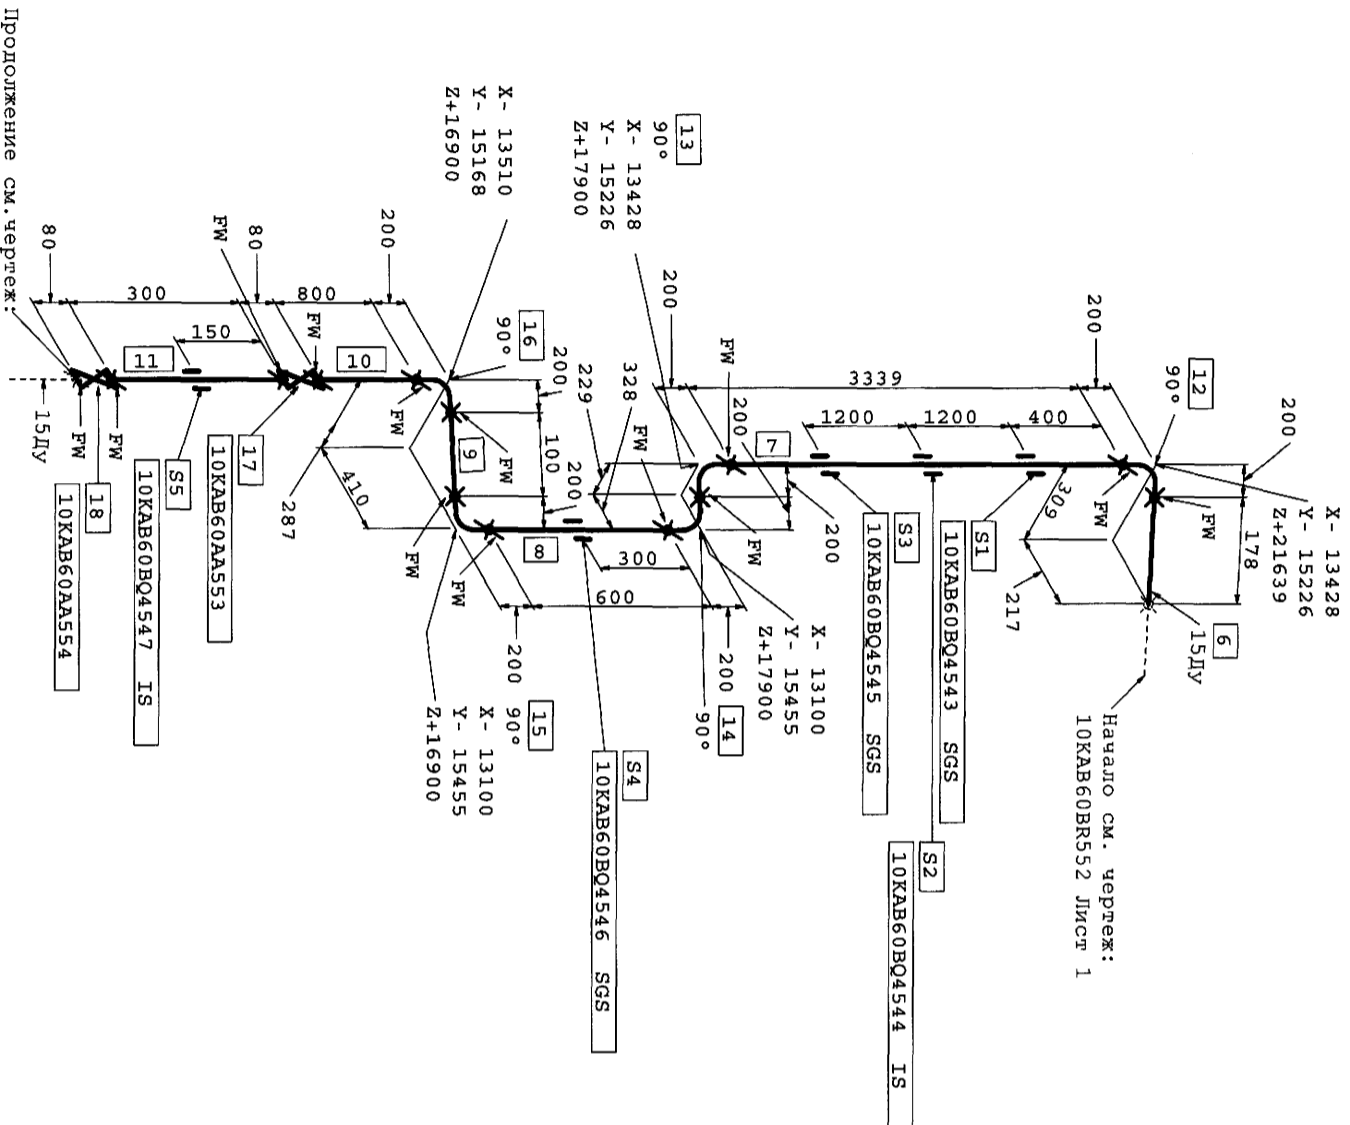 Продолжение см.чертеж:
X- 13510
Y- 15168
Z+16900
13
90°
X- 13428
Y- 15226
Z+17900
12
90°
200
X- 13428
Y- 15226
Z+21639
200
3339
200
1200
1200
400
7
FW
200
200
FW
FW
178
309
217
6
15Ду
Начало см. чертеж:
10KAB60BR552 Лист 1
S1
10KAB60BQ4543 SGS
S2
10KAB60BQ4544 IS
S3
10KAB60BQ4545 SGS
200
FW
X- 13100
Y- 15455
Z+17900
14
90°
200
328
229
FW
300
600
8
S4
10KAB60BQ4546 SGS
200
15
90°
X- 13100
Y- 15455
Z+16900
FW
FW
200
100
200
9
FW
16
90°
410
287
FW
200
800
10
FW
80
FW
17
10KAB60AA553
300
150
11
S5
10KAB60BQ4547 IS
80
FW
FW
18
10KAB60AA554
15Ду